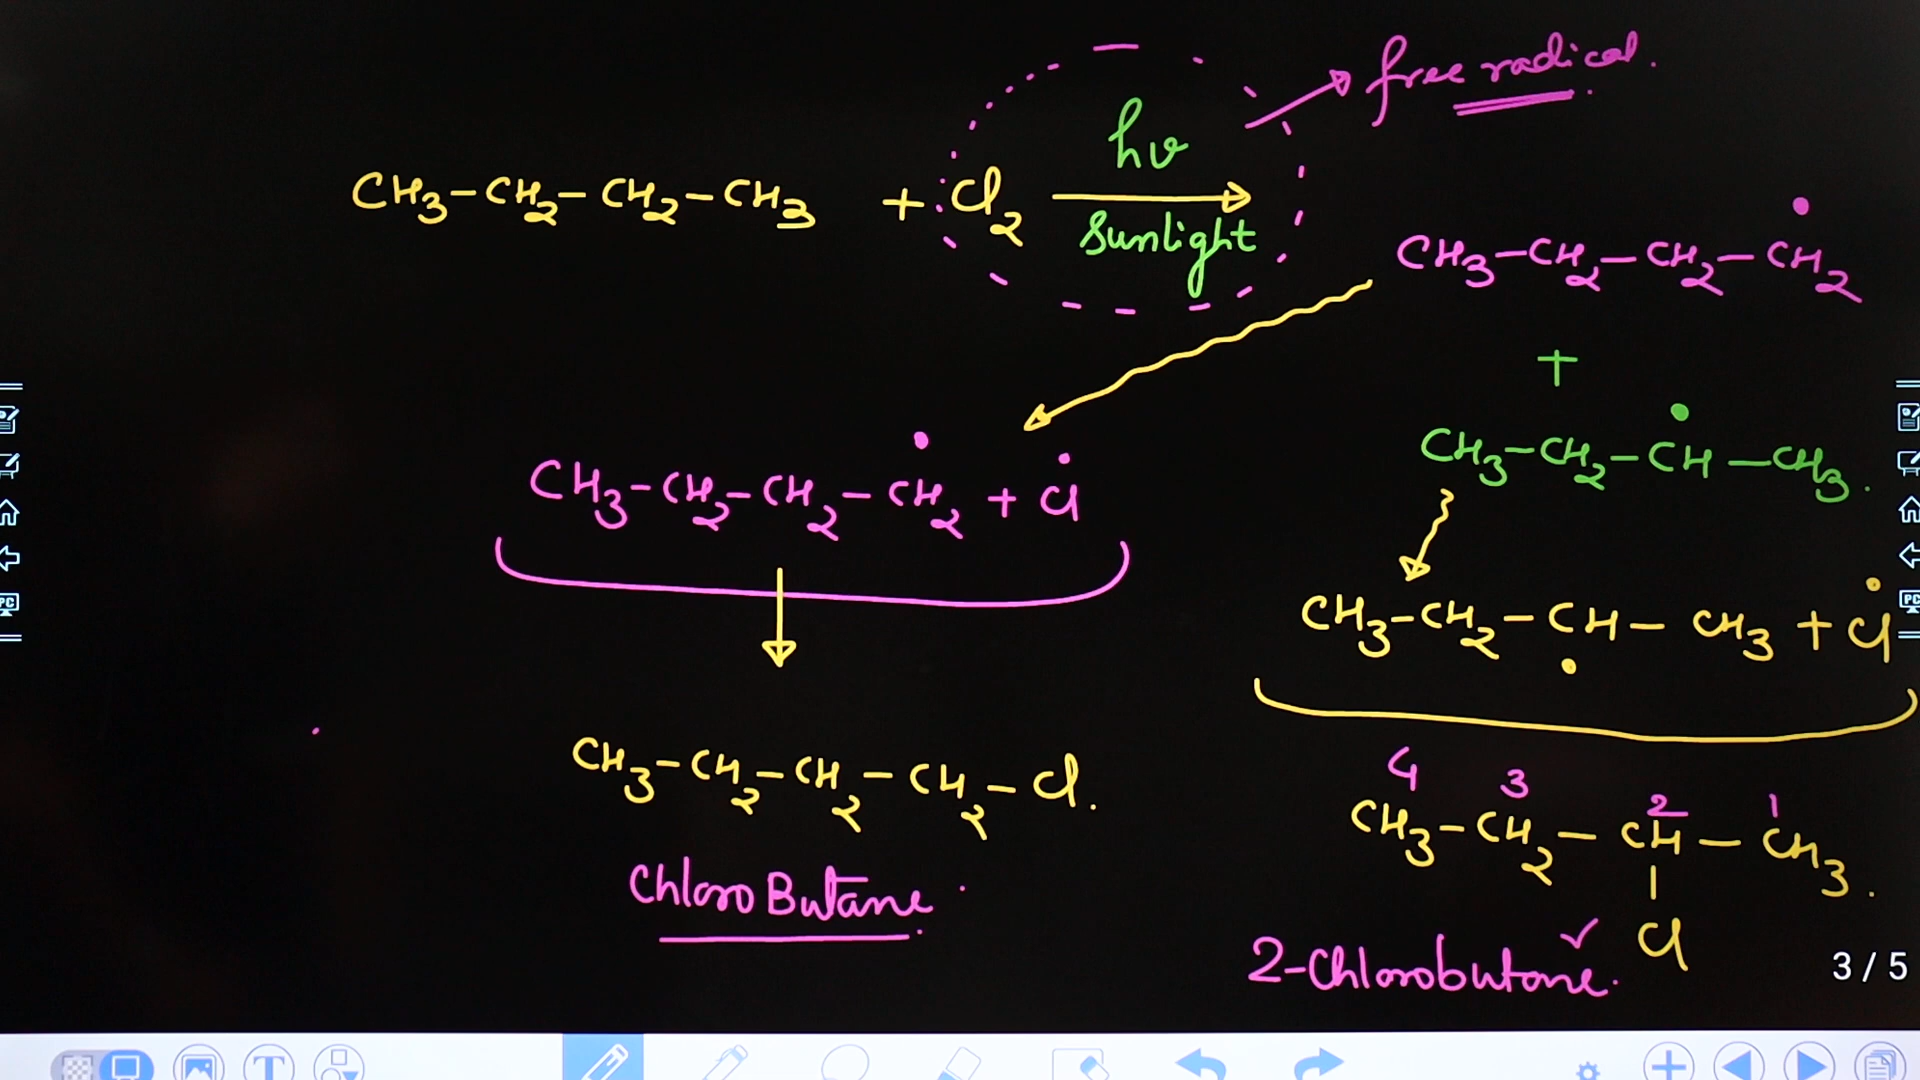 free radical.
hν
CH3-CH2-CH2-CH3 + Cl2
Sunlight
CH3-CH2-CH2-CH2
+
CH3-CH2-CH-CH3.
CH3-CH2-CH2-CH2 + Cl
CH3-CH2-CH-CH3 + Cl
CH3-CH2-CH2-CH2-Cl.
4 3 2 1
CH3-CH2-CH-CH3.
Cl
Chloro Butane
2-Chlorobutane.
3 / 5
PC
PC
T